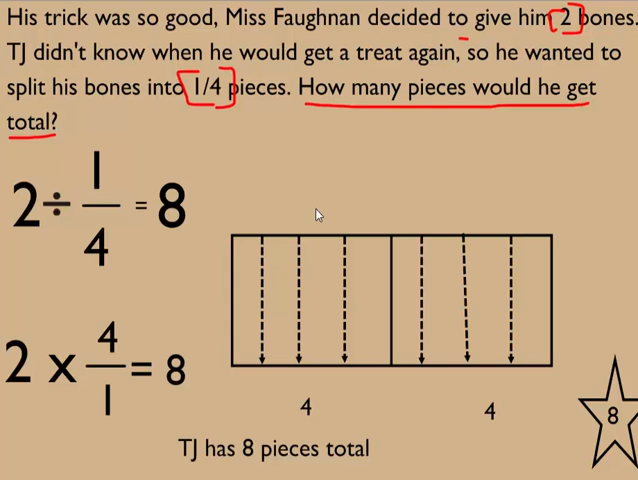 His trick was so good, Miss Faughnan decided to give him 2 bones.
TJ didn't know when he would get a treat again, so he wanted to
split his bones into 1/4 pieces. How many pieces would he get
total?
2 ÷ 1/4 = 8
2 x 4/1 = 8
4
4
8
TJ has 8 pieces total